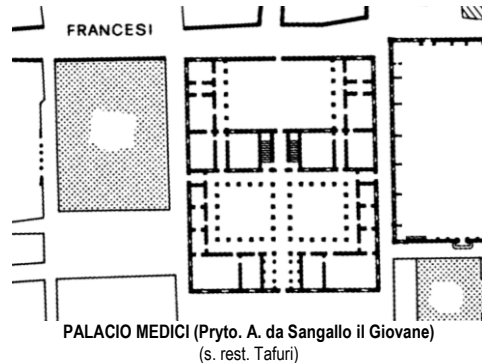 FRANCESI
PALACIO MEDICI (Pryto. A. da Sangallo il Giovane)
(s. rest. Tafuri)